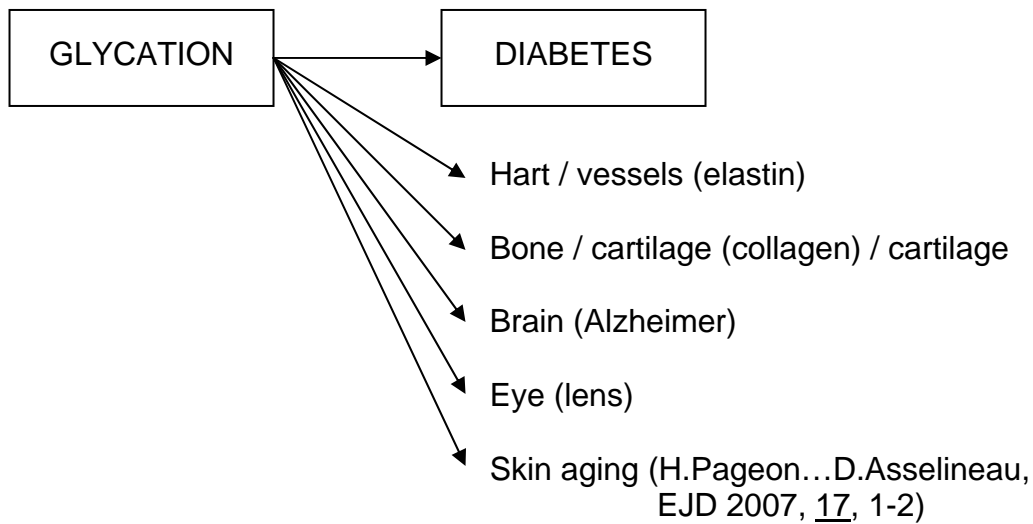 GLYCATION
DIABETES
Hart / vessels (elastin)
Bone / cartilage (collagen) / cartilage
Brain (Alzheimer)
Eye (lens)
Skin aging (H.Pageon…D.Asselineau,
EJD 2007, 17, 1-2)